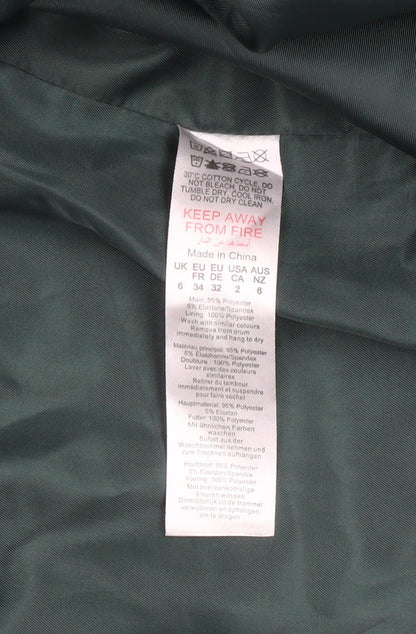 30°C COTTON CYCLE, DO
NOT BLEACH, DO NOT
TUMBLE DRY, COOL IRON,
DO NOT DRY CLEAN
KEEP AWAY
FROM FIRE
أبعدها عن النار
Made in China
UK EU EU USA AUS
FR DE CA NZ
6 34 32 2 6
Main: 95% Polyester
5% Elastane/Spandex
Lining: 100% Polyester
Wash with similar colours
Remove from drum
immediately and hang to dry
Matériau principal: 95% Polyester
5% Elasthanne/Spandex
Doublure : 100% Polyester
Laver avec des couleurs
similaires
Retirer du tambour
immédiatement et suspendre
pour faire sécher
Hauptmaterial: 95% Polyester
5% Elastan
Futter: 100% Polyester
Mit ähnlichen Farben
waschen
Sofort aus der
Waschtrommel nehmen und
zum Trocknen aufhängen
Hoofdstof: 95% Polyester
5% Elastaan/Spandex
Voering: 100% Polyester
Met overeenkomstige
kleuren wassen
Onmiddellijk uit de trommel
verwijderen en ophangen
om te drogen